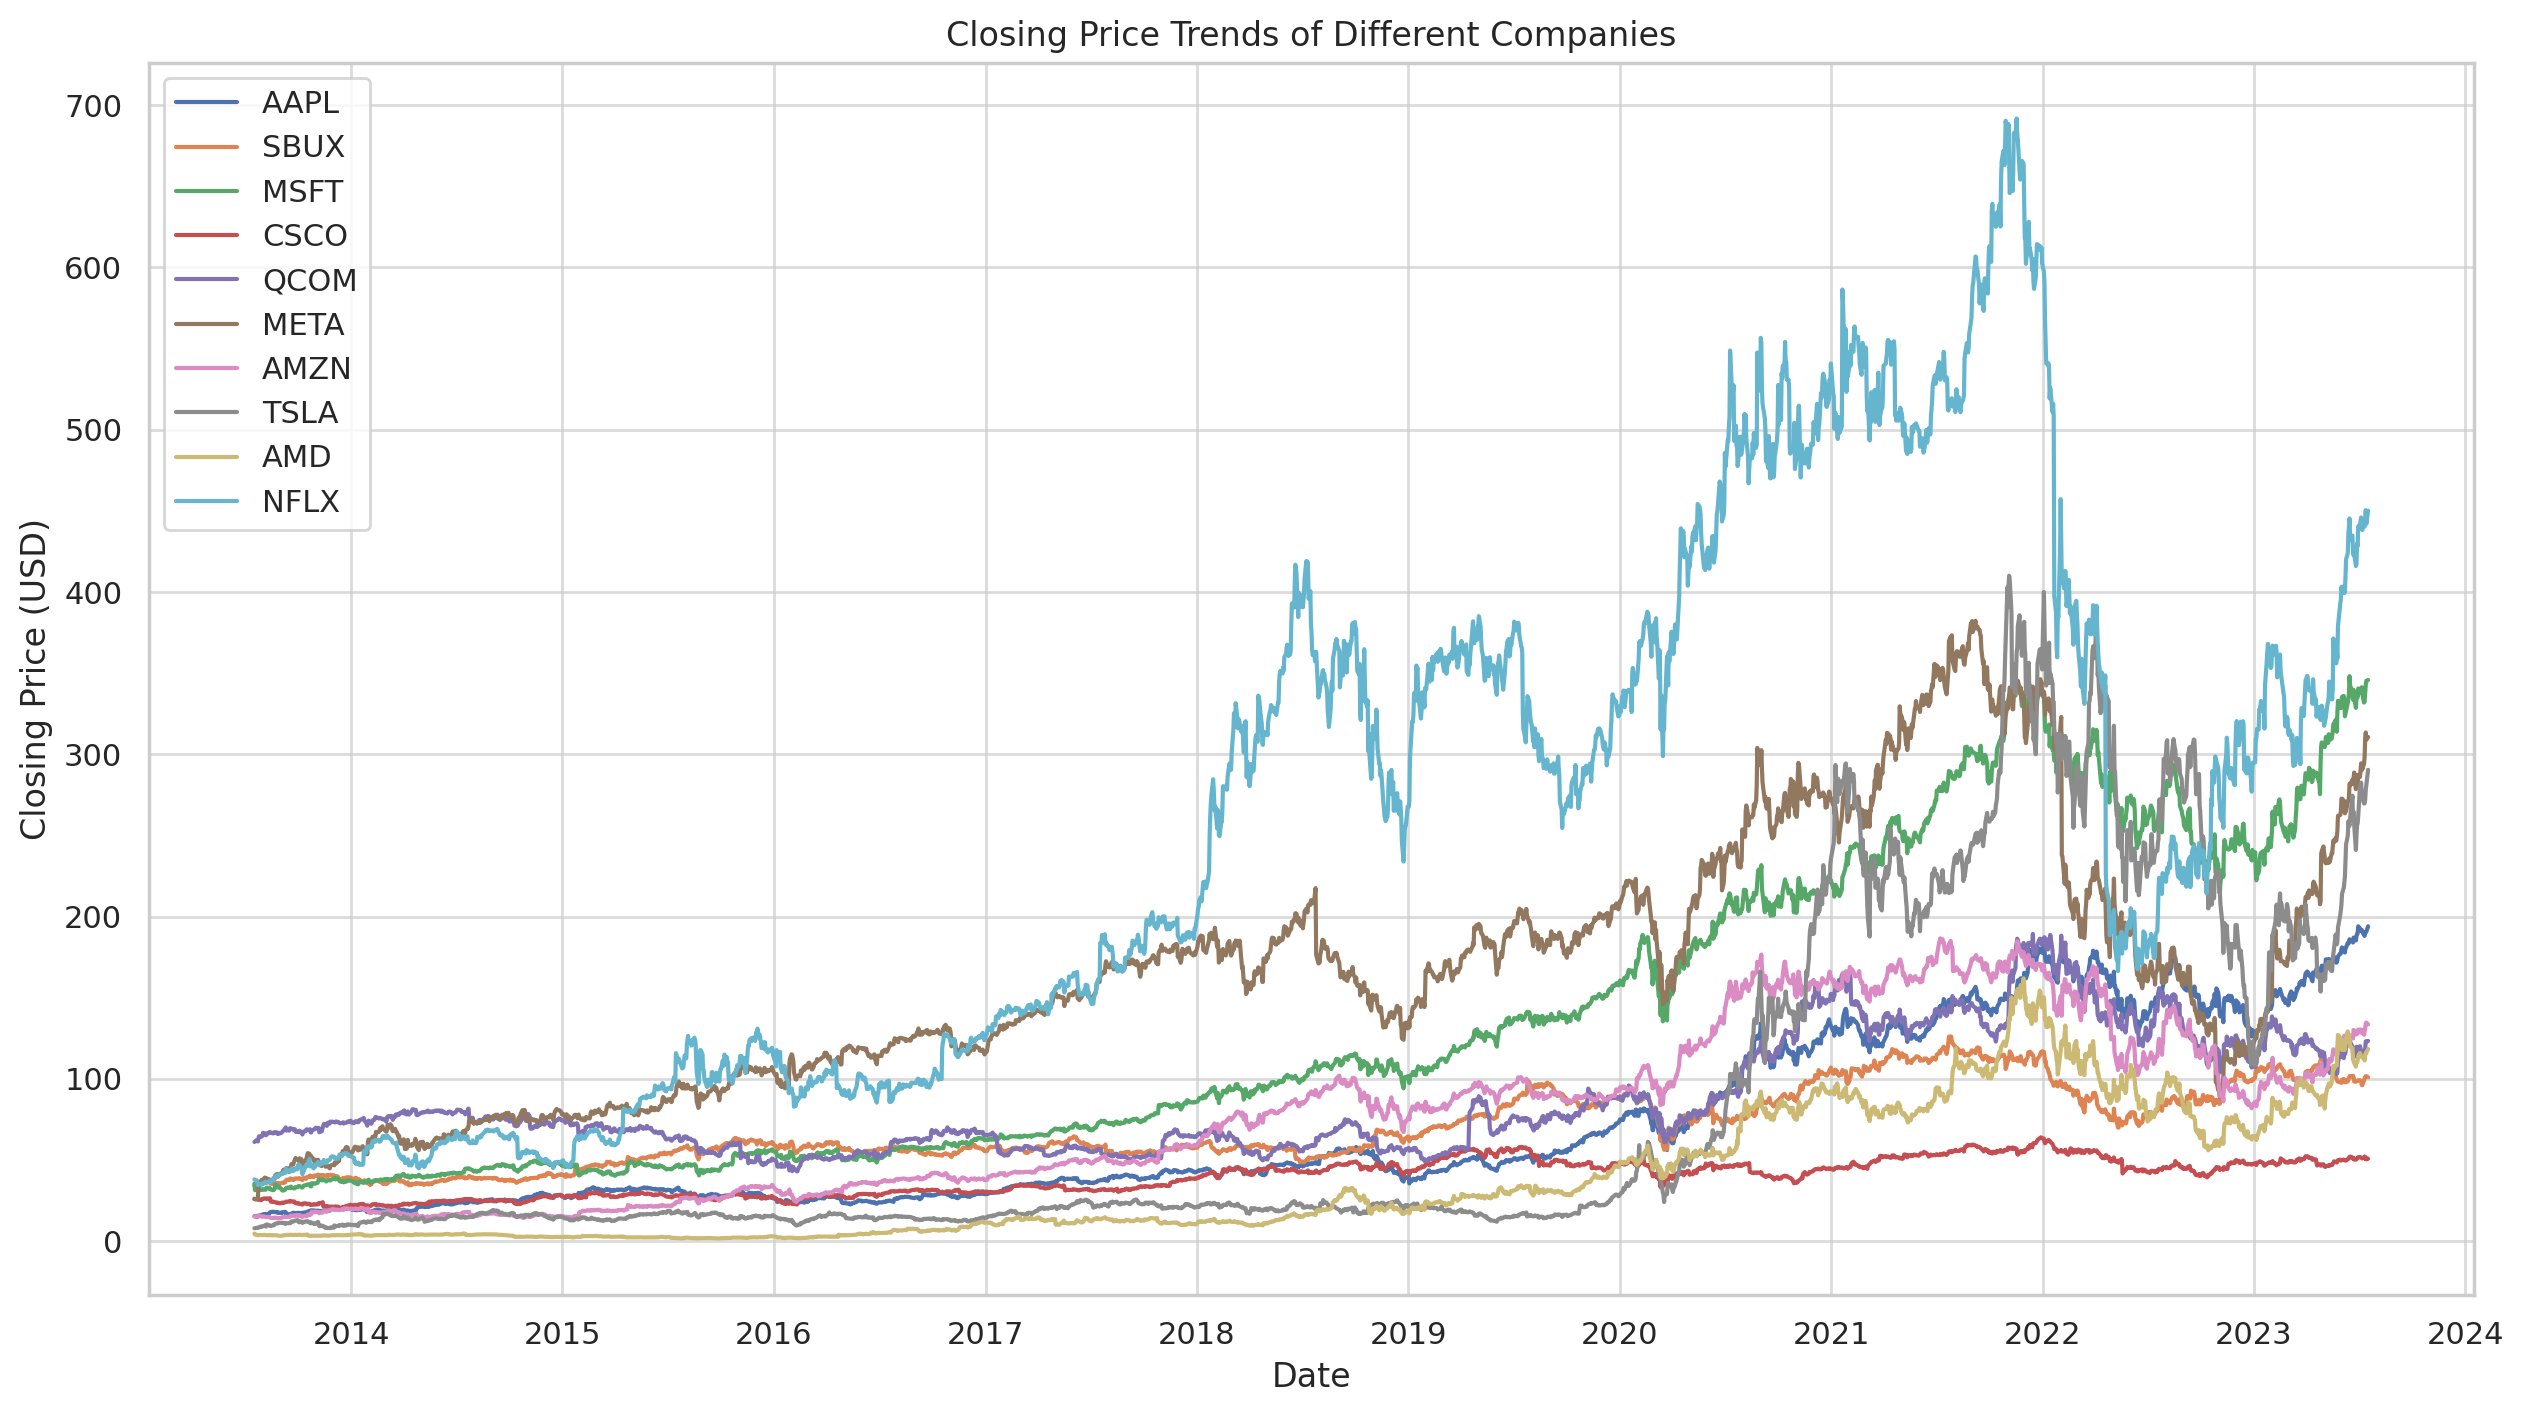 Closing Price Trends of Different Companies
AAPL
SBUX
MSFT
CSCO
QCOM
META
AMZN
TSLA
AMD
NFLX
Closing Price (USD)
700
600
500
400
300
200
100
0
2014 2015 2016 2017 2018 2019 2020 2021 2022 2023 2024
Date